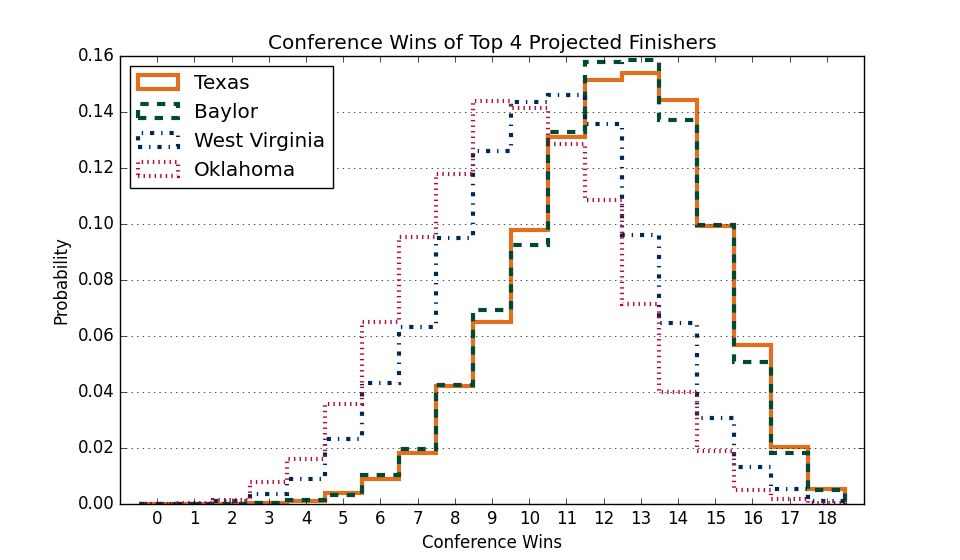 Conference Wins of Top 4 Projected Finishers
0.16
0.14
0.12
0.10
0.08
0.06
0.04
0.02
0.00
Probability
Texas
Baylor
West Virginia
Oklahoma
0 1 2 3 4 5 6 7 8 9 10 11 12 13 14 15 16 17 18
Conference Wins